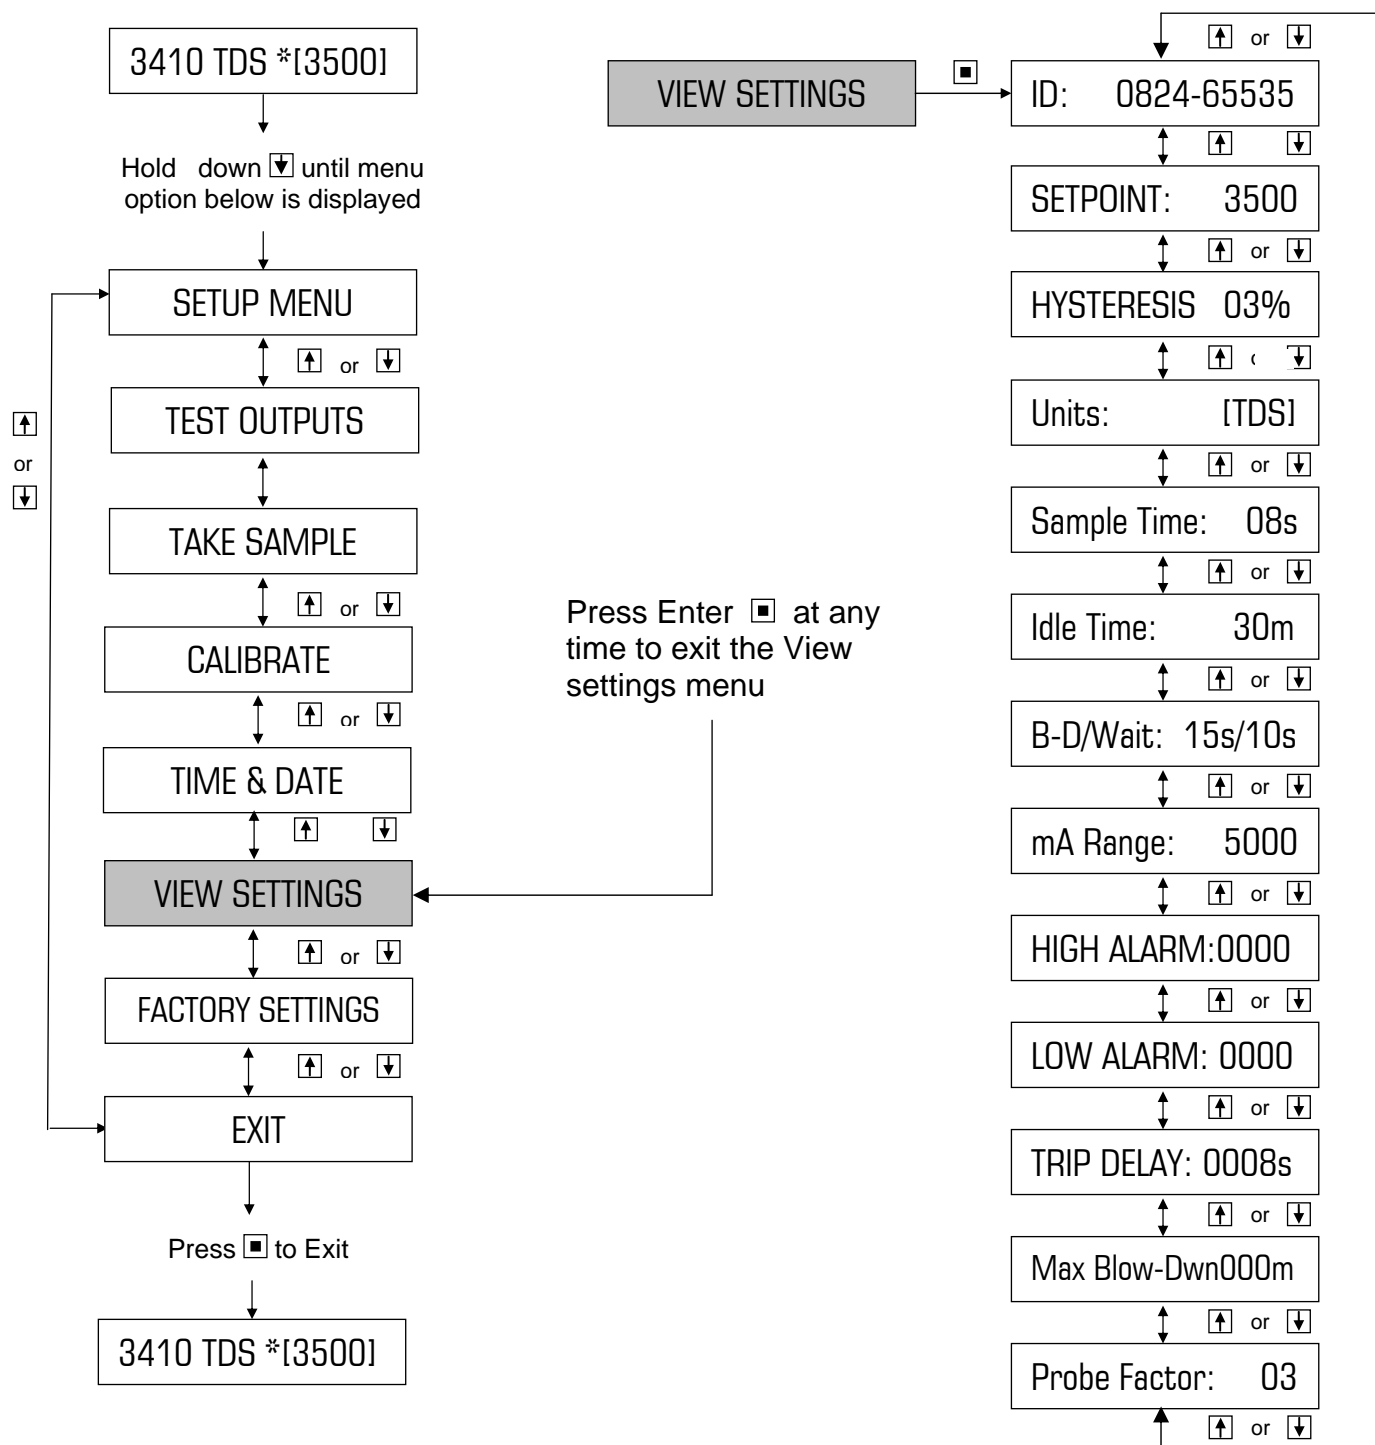 3410 TDS *[3500]
Hold down until menu
option below is displayed
SETUP MENU
or
TEST OUTPUTS
TAKE SAMPLE
or
CALIBRATE
or
TIME & DATE
VIEW SETTINGS
or
FACTORY SETTINGS
or
EXIT
or
Press to Exit
3410 TDS *[3500]
Press Enter at any
time to exit the View
settings menu
VIEW SETTINGS
or
ID: 0824-65535
SETPOINT: 3500
or
HYSTERESIS 03%
Units: [TDS]
or
Sample Time: 08s
or
Idle Time: 30m
or
B-D/Wait: 15s/10s
or
mA Range: 5000
or
HIGH ALARM:0000
or
LOW ALARM: 0000
or
TRIP DELAY: 0008s
or
Max Blow-Dwn000m
or
Probe Factor: 03
or